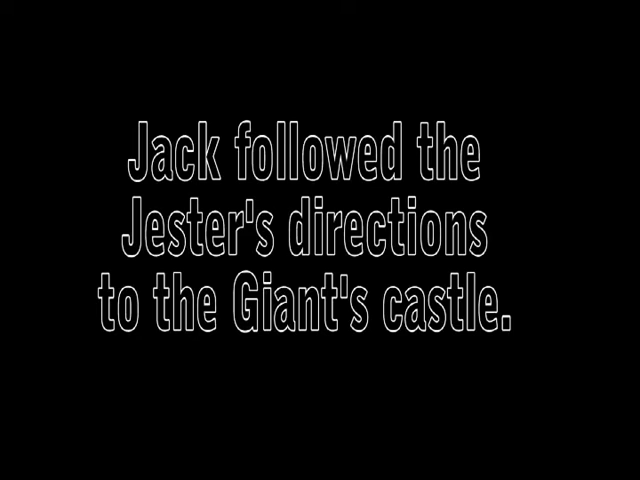 Jack followed the
Jester's directions
to the Giant's castle.